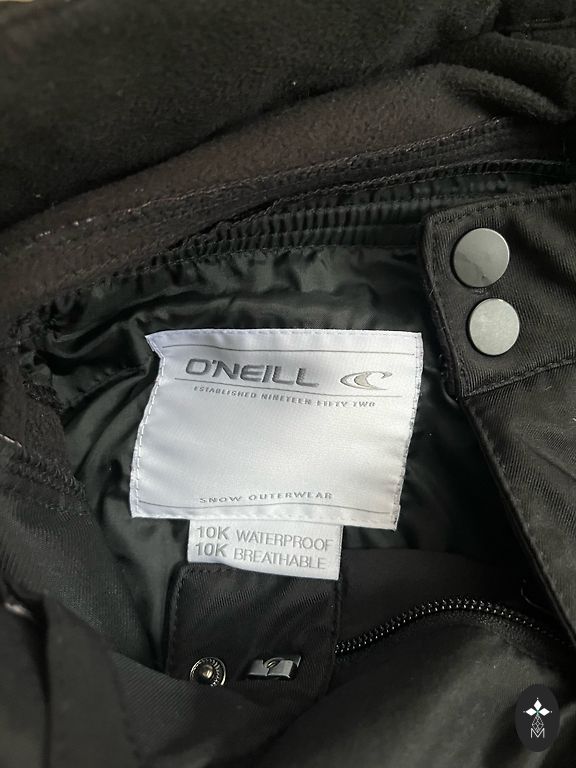 O'NEILL
ESTABLISHED NINETEEN FIFTY TWO
SNOW OUTERWEAR
10K WATERPROOF
10K BREATHABLE
M